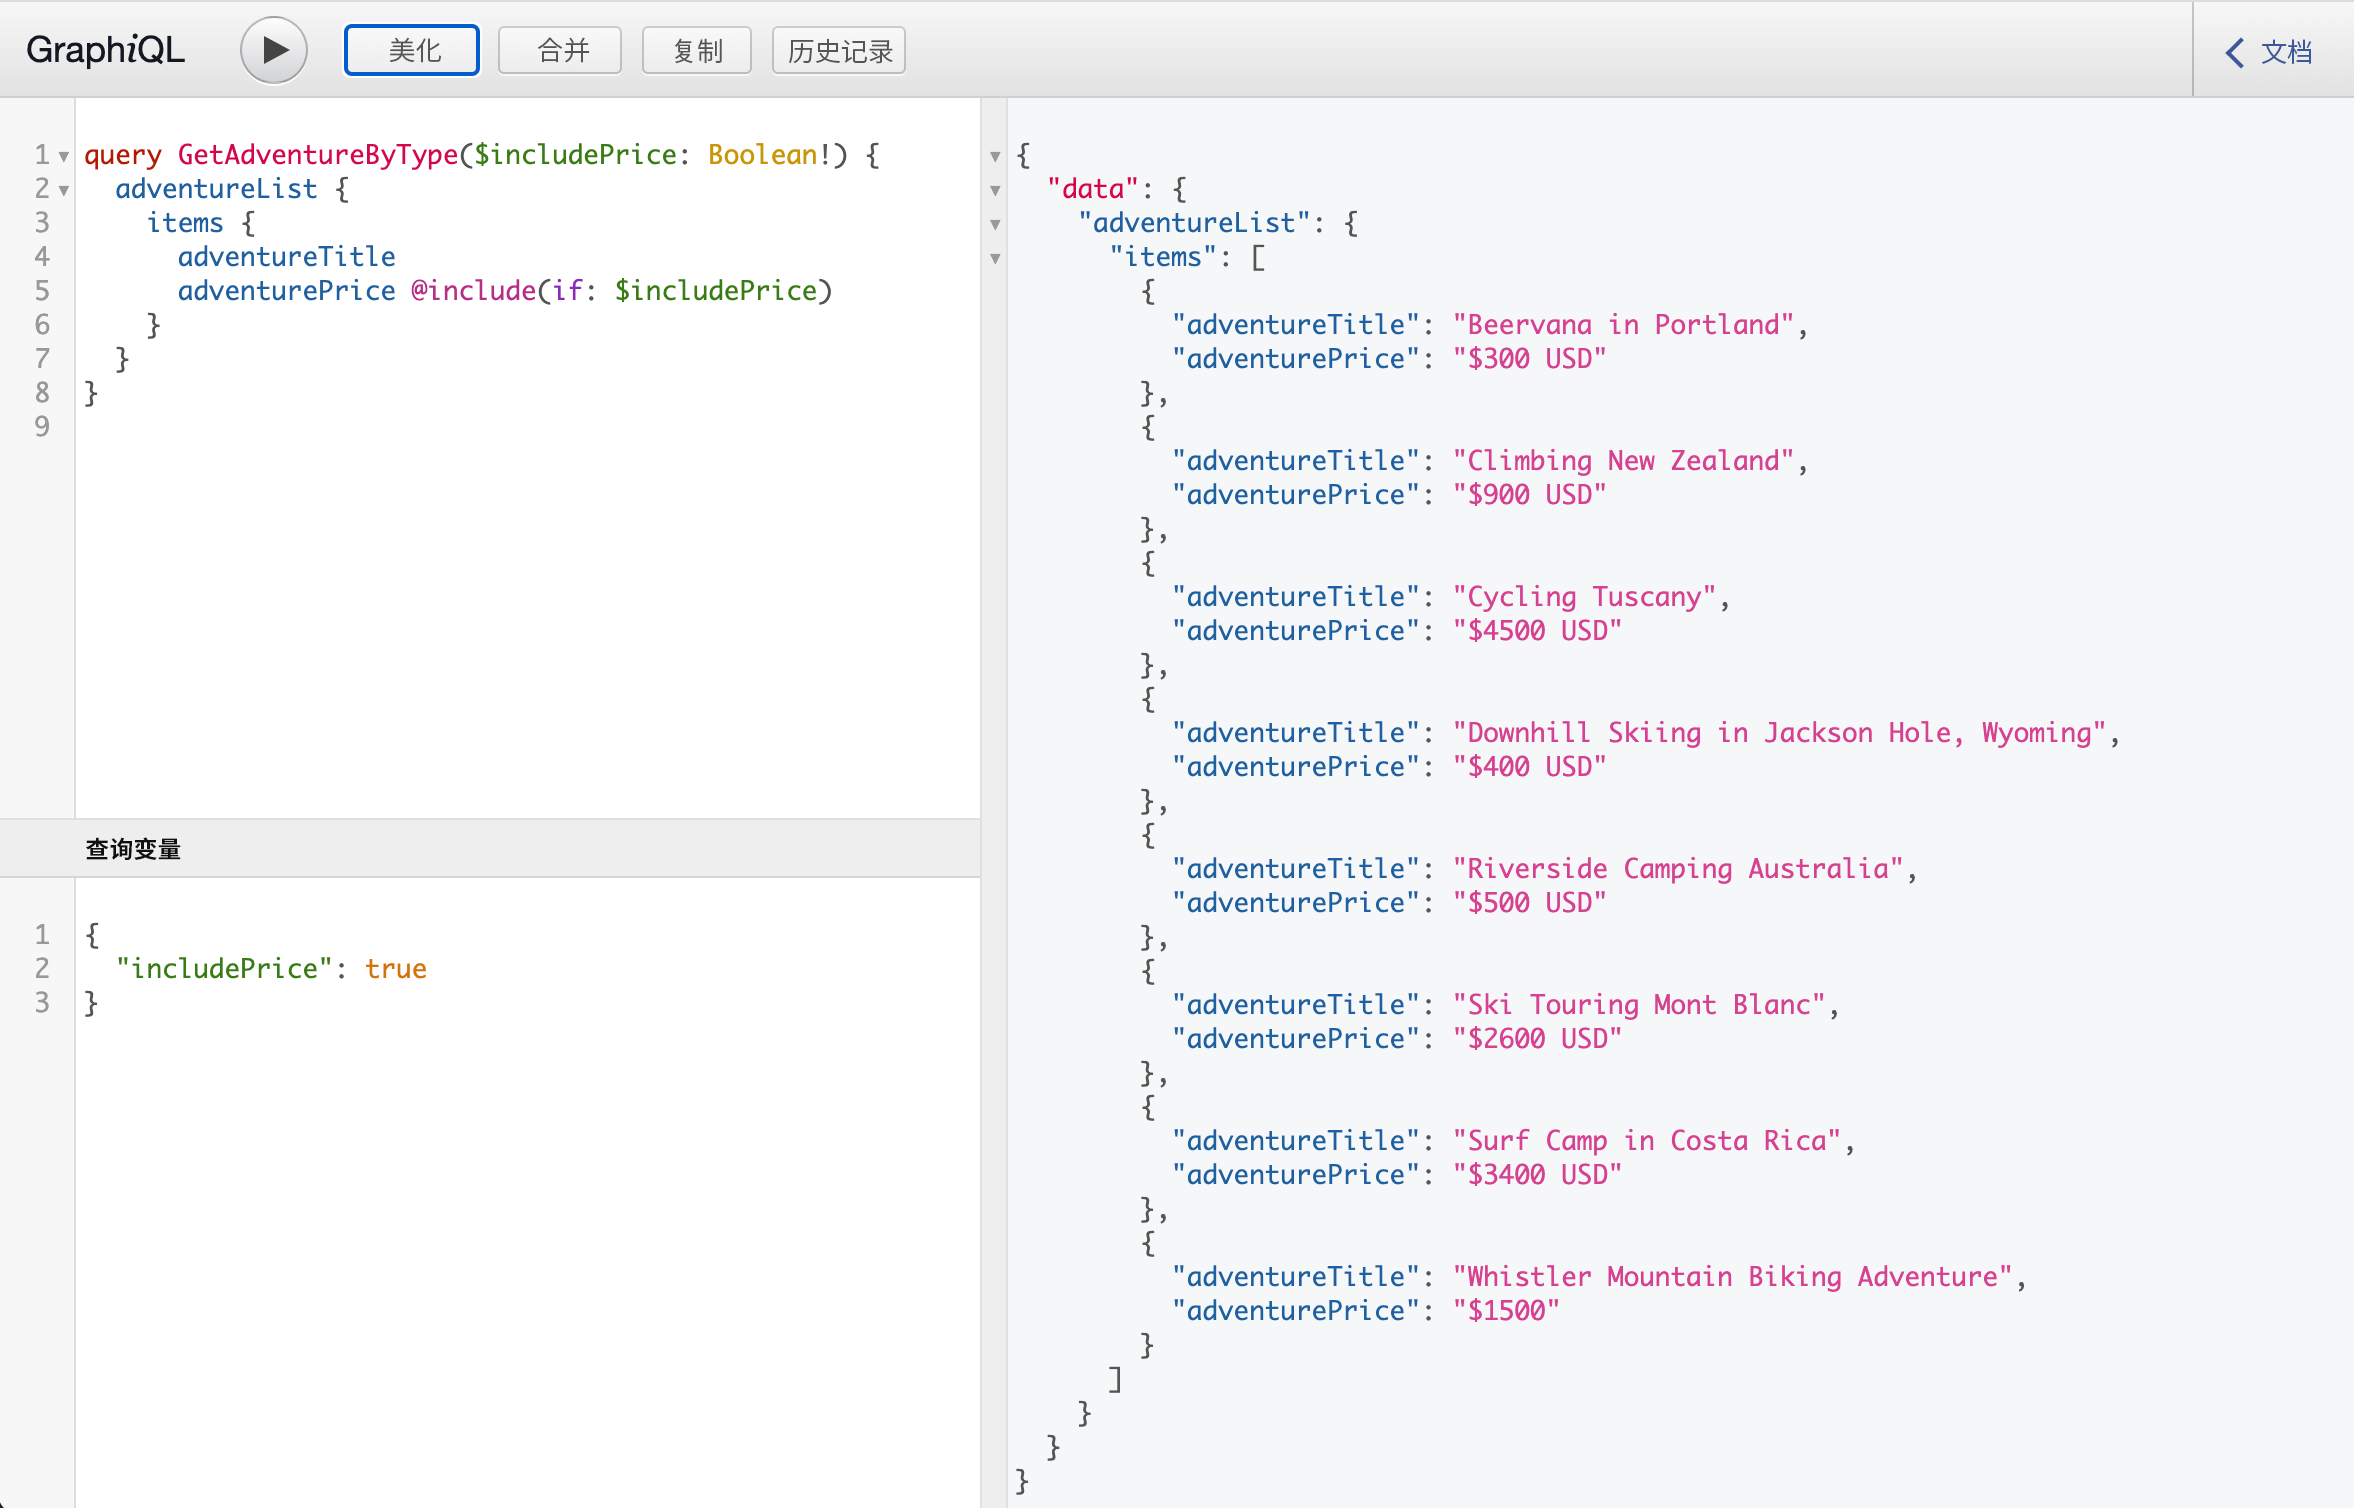 GraphiQL 美化 合并 复制 历史记录 文档
1 query GetAdventureByType($includePrice: Boolean!) {
2   adventureList {
3     items {
4       adventureTitle
5       adventurePrice @include(if: $includePrice)
6     }
7   }
8 }
9
查询变量
1 {
2   "includePrice": true
3 }
{
  "data": {
    "adventureList": {
      "items": [
        {
          "adventureTitle": "Beervana in Portland",
          "adventurePrice": "$300 USD"
        },
        {
          "adventureTitle": "Climbing New Zealand",
          "adventurePrice": "$900 USD"
        },
        {
          "adventureTitle": "Cycling Tuscany",
          "adventurePrice": "$4500 USD"
        },
        {
          "adventureTitle": "Downhill Skiing in Jackson Hole, Wyoming",
          "adventurePrice": "$400 USD"
        },
        {
          "adventureTitle": "Riverside Camping Australia",
          "adventurePrice": "$500 USD"
        },
        {
          "adventureTitle": "Ski Touring Mont Blanc",
          "adventurePrice": "$2600 USD"
        },
        {
          "adventureTitle": "Surf Camp in Costa Rica",
          "adventurePrice": "$3400 USD"
        },
        {
          "adventureTitle": "Whistler Mountain Biking Adventure",
          "adventurePrice": "$1500"
        }
      ]
    }
  }
}